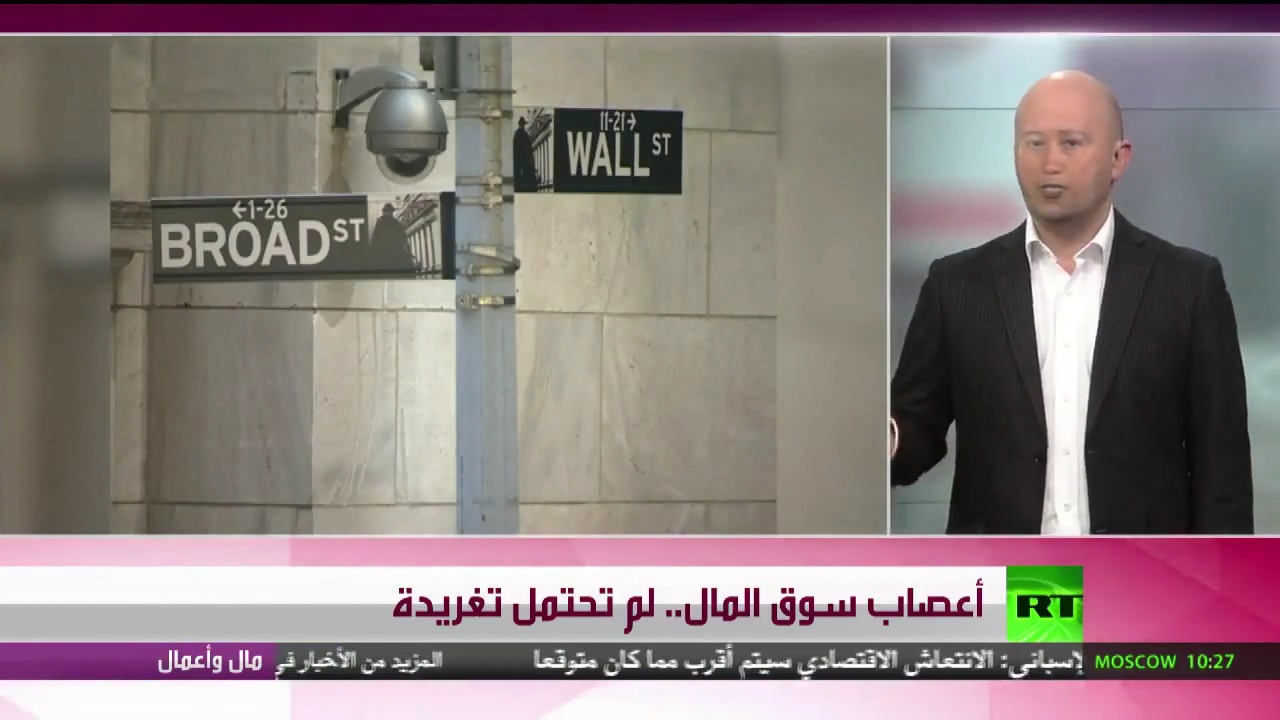 11-21→
WALL ST
←1-26
BROAD ST
أعصاب سوق المال.. لم تحتمل تغريدة
RT
MOSCOW 10:27
لإسباني: الانتعاش الاقتصادي سيتم أقرب مما كان متوقعا
المزيد من الأخبار في
مال وأعمال